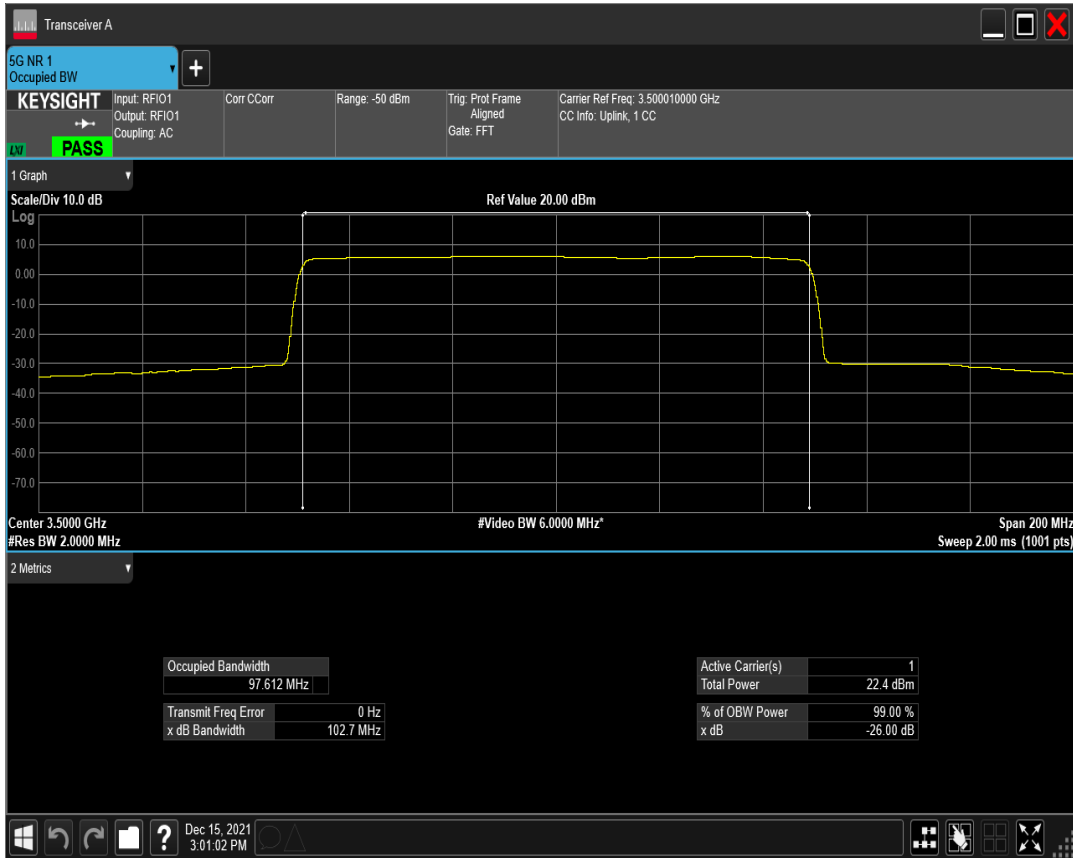 Transceiver A
5G NR 1
Occupied BW
KEYSIGHT
LXI
PASS
Input: RFIO1
Output: RFIO1
Coupling: AC
Corr CCorr
Range: -50 dBm
Trig: Prot Frame
Aligned
Gate: FFT
Carrier Ref Freq: 3.500010000 GHz
CC Info: Uplink, 1 CC
1 Graph
Scale/Div 10.0 dB
Ref Value 20.00 dBm
Log
10.0
0.00
-10.0
-20.0
-30.0
-40.0
-50.0
-60.0
-70.0
Center 3.5000 GHz
#Video BW 6.0000 MHz*
Span 200 MHz
#Res BW 2.0000 MHz
Sweep 2.00 ms (1001 pts)
2 Metrics
Occupied Bandwidth
97.612 MHz
Transmit Freq Error 0 Hz
x dB Bandwidth 102.7 MHz
Active Carrier(s) 1
Total Power 22.4 dBm
% of OBW Power 99.00 %
x dB -26.00 dB
?
Dec 15, 2021
3:01:02 PM